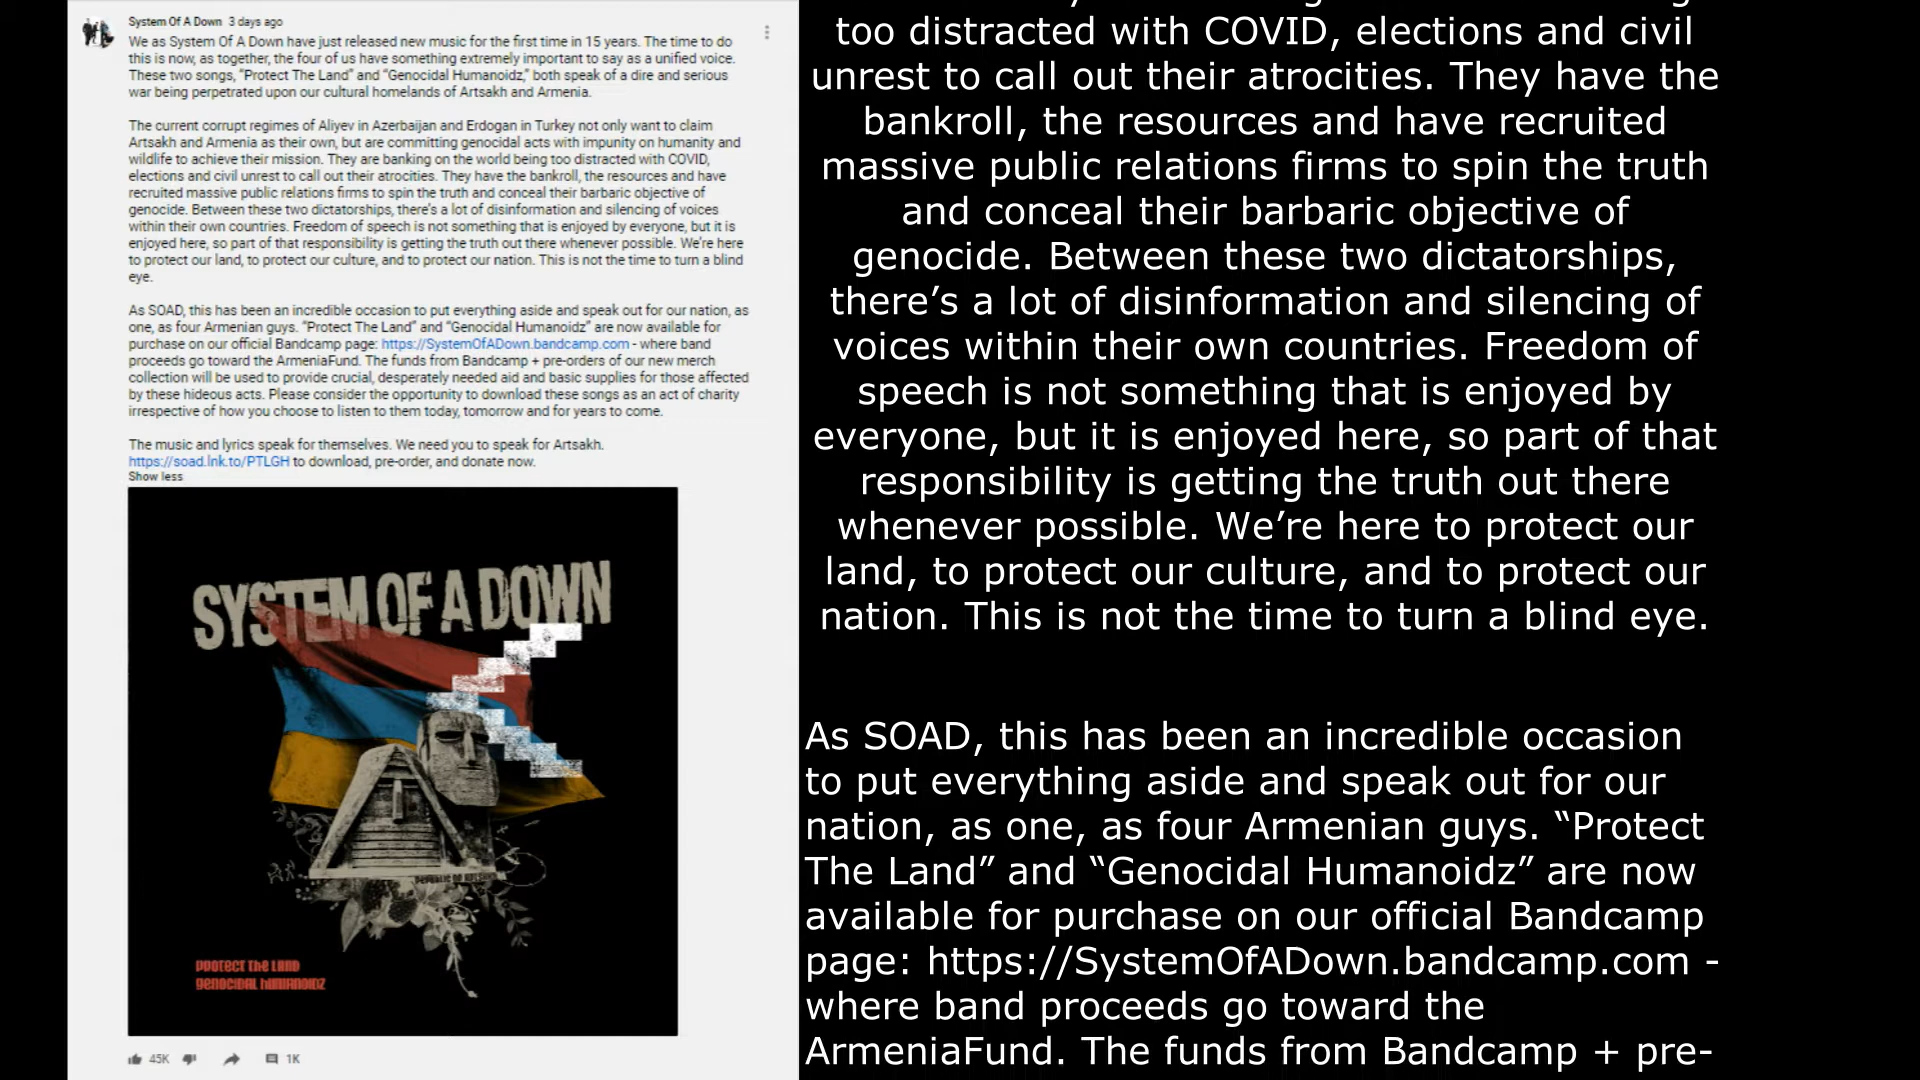 System Of A Down 3 days ago
We as System Of A Down have just released new music for the first time in 15 years. The time to do
this is now, as together, the four of us have something extremely important to say as a unified voice.
These two songs, “Protect The Land” and “Genocidal Humanoidz,” both speak of a dire and serious
war being perpetrated upon our cultural homelands of Artsakh and Armenia.
The current corrupt regimes of Aliyev in Azerbaijan and Erdogan in Turkey not only want to claim
Artsakh and Armenia as their own, but are committing genocidal acts with impunity on humanity and
wildlife to achieve their mission. They are banking on the world being too distracted with COVID,
elections and civil unrest to call out their atrocities. They have the bankroll, the resources and have
recruited massive public relations firms to spin the truth and conceal their barbaric objective of
genocide. Between these two dictatorships, there’s a lot of disinformation and silencing of voices
within their own countries. Freedom of speech is not something that is enjoyed by everyone, but it is
enjoyed here, so part of that responsibility is getting the truth out there whenever possible. We’re here
to protect our land, to protect our culture, and to protect our nation. This is not the time to turn a blind
eye.
As SOAD, this has been an incredible occasion to put everything aside and speak out for our nation, as
one, as four Armenian guys. “Protect The Land” and “Genocidal Humanoidz” are now available for
purchase on our official Bandcamp page: https://SystemOfADown.bandcamp.com - where band
proceeds go toward the ArmeniaFund. The funds from Bandcamp + pre-orders of our new merch
collection will be used to provide crucial, desperately needed aid and basic supplies for those affected
by these hideous acts. Please consider the opportunity to download these songs as an act of charity
irrespective of how you choose to listen to them today, tomorrow and for years to come.
The music and lyrics speak for themselves. We need you to speak for Artsakh.
https://soad.lnk.to/PTLGH to download, pre-order, and donate now.
Show less
SYSTEM OF A DOWN
REPUBLIC OF ARTSAKH
PROTECT THE LAND
GENOCIDAL HUMANOIDZ
45K 1K
too distracted with COVID, elections and civil
unrest to call out their atrocities. They have the
bankroll, the resources and have recruited
massive public relations firms to spin the truth
and conceal their barbaric objective of
genocide. Between these two dictatorships,
there’s a lot of disinformation and silencing of
voices within their own countries. Freedom of
speech is not something that is enjoyed by
everyone, but it is enjoyed here, so part of that
responsibility is getting the truth out there
whenever possible. We’re here to protect our
land, to protect our culture, and to protect our
nation. This is not the time to turn a blind eye.
As SOAD, this has been an incredible occasion
to put everything aside and speak out for our
nation, as one, as four Armenian guys. “Protect
The Land” and “Genocidal Humanoidz” are now
available for purchase on our official Bandcamp
page: https://SystemOfADown.bandcamp.com -
where band proceeds go toward the
ArmeniaFund. The funds from Bandcamp + pre-